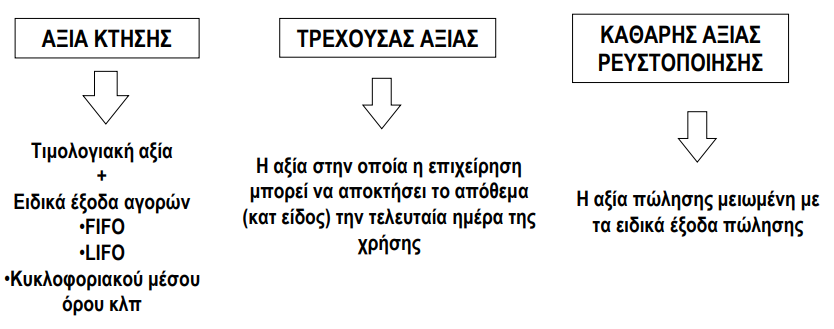 ΑΞΙΑ ΚΤΗΣΗΣ
Τιμολογιακή αξία
+
Ειδικά έξοδα αγορών
•FIFO
•LIFO
•Κυκλοφοριακού μέσου
όρου κλπ
ΤΡΕΧΟΥΣΑΣ ΑΞΙΑΣ
Η αξία στην οποία η επιχείρηση
μπορεί να αποκτήσει το απόθεμα
(κατ είδος) την τελευταία ημέρα της
χρήσης
ΚΑΘΑΡΗΣ ΑΞΙΑΣ
ΡΕΥΣΤΟΠΟΙΗΣΗΣ
Η αξία πώλησης μειωμένη με
τα ειδικά έξοδα πώλησης